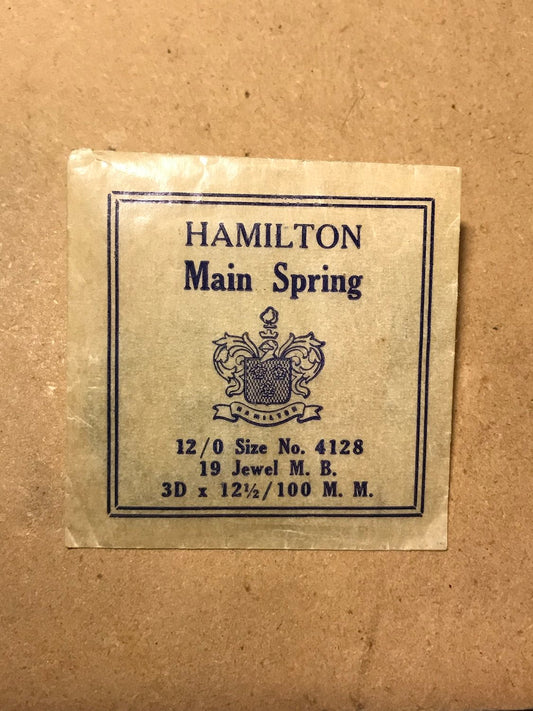 HAMILTON
Main Spring
HAMILTON
12/0 Size No. 4128
19 Jewel M. B.
3D x 12½/100 M. M.